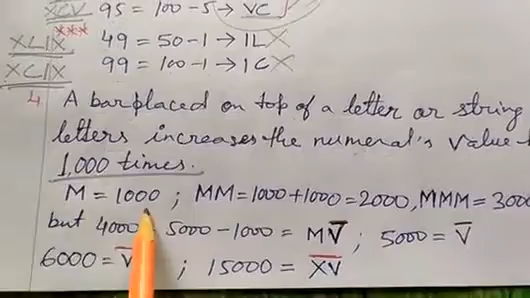 XCV 95 = 100 - 5 → VC
XLIX *** 49 = 50 - 1 → IL X
XCIX 99 = 100 - 1 → IC X
4 A bar placed on top of a letter or string
letters increases the numeral's value
1,000 times.
M = 1000 ; MM = 1000 + 1000 = 2000, MMM = 3000
but 4000 5000 - 1000 = MV̅ ; 5000 = V̅
6000 = V̅ ; 15000 = X̅V̅